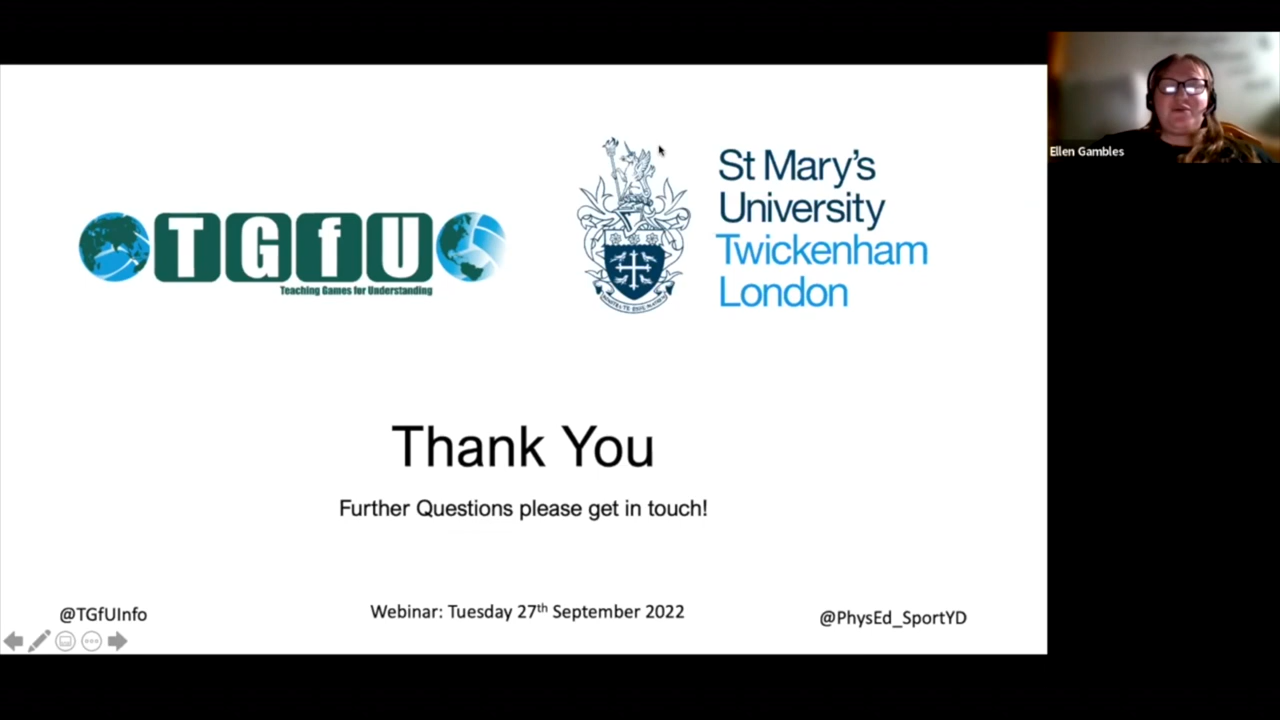 Ellen Gambles
TGfU
Teaching Games for Understanding
St Mary's
University
Twickenham
London
Thank You
Further Questions please get in touch!
@TGfUInfo
Webinar: Tuesday 27th September 2022
@PhysEd_SportYD